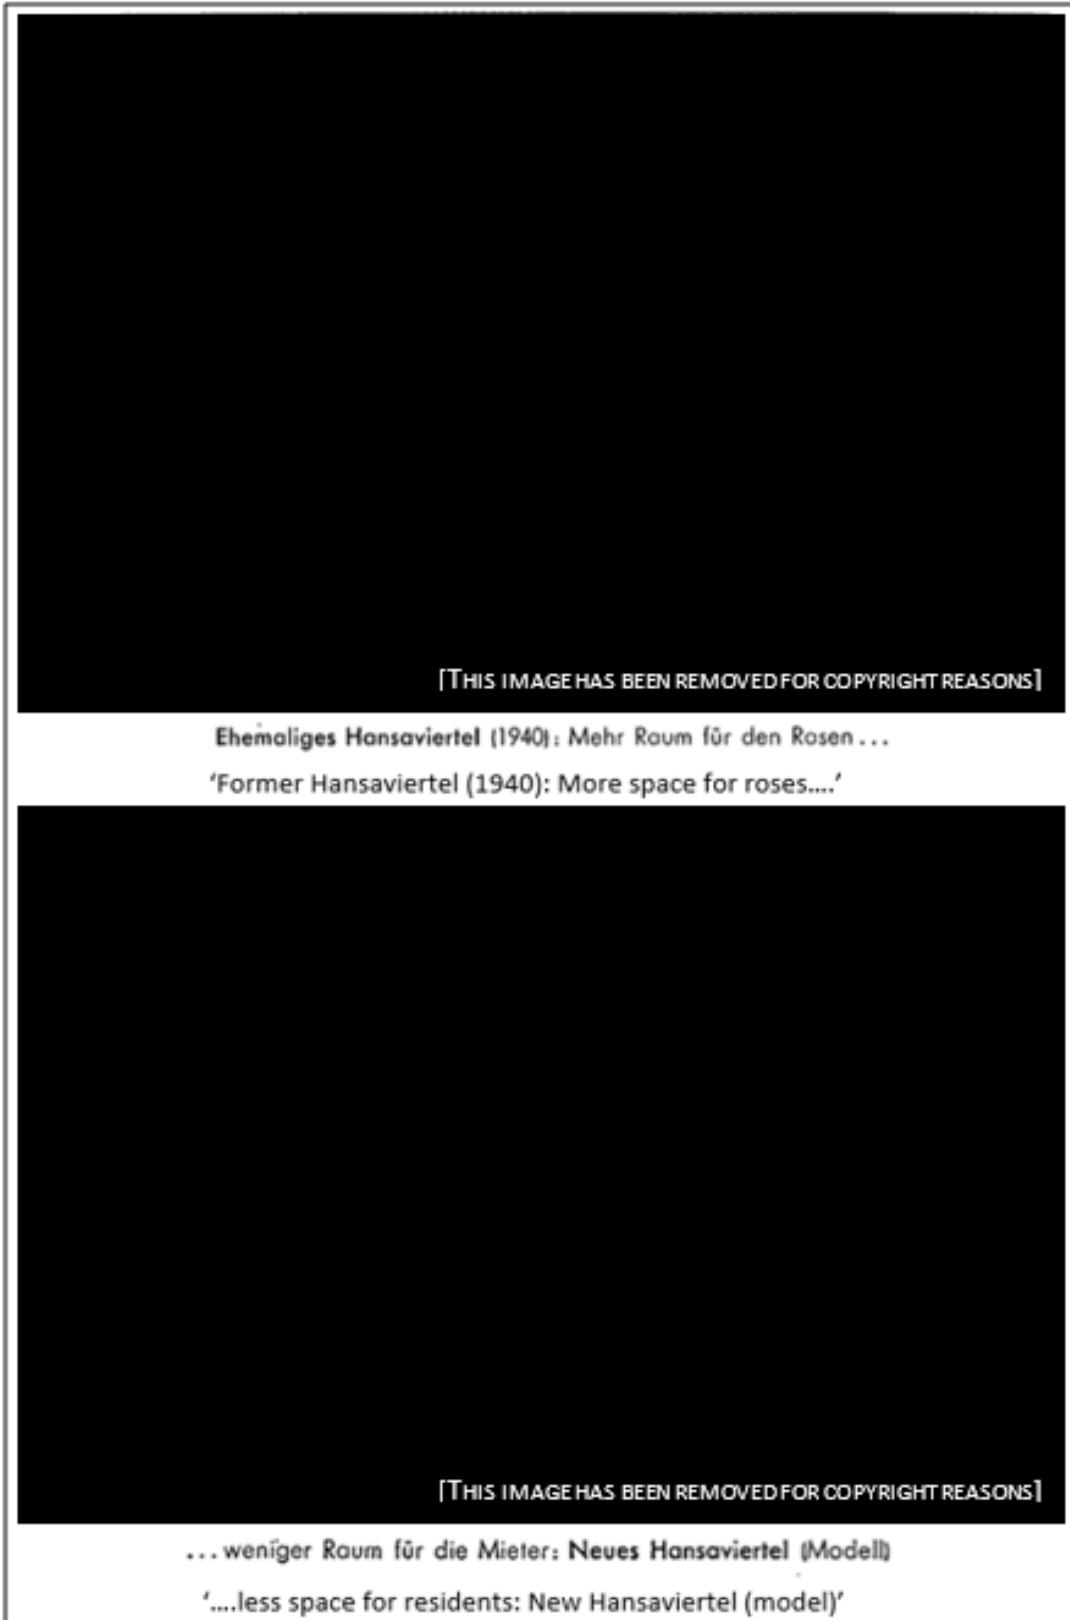 [THIS IMAGE HAS BEEN REMOVED FOR COPYRIGHT REASONS]
Ehemaliges Hansaviertel (1940): Mehr Raum für den Rasen ...
'Former Hansaviertel (1940): More space for roses....'
[THIS IMAGE HAS BEEN REMOVED FOR COPYRIGHT REASONS]
... weniger Raum für die Mieter: Neues Hansaviertel (Modell)
'....less space for residents: New Hansaviertel (model)'